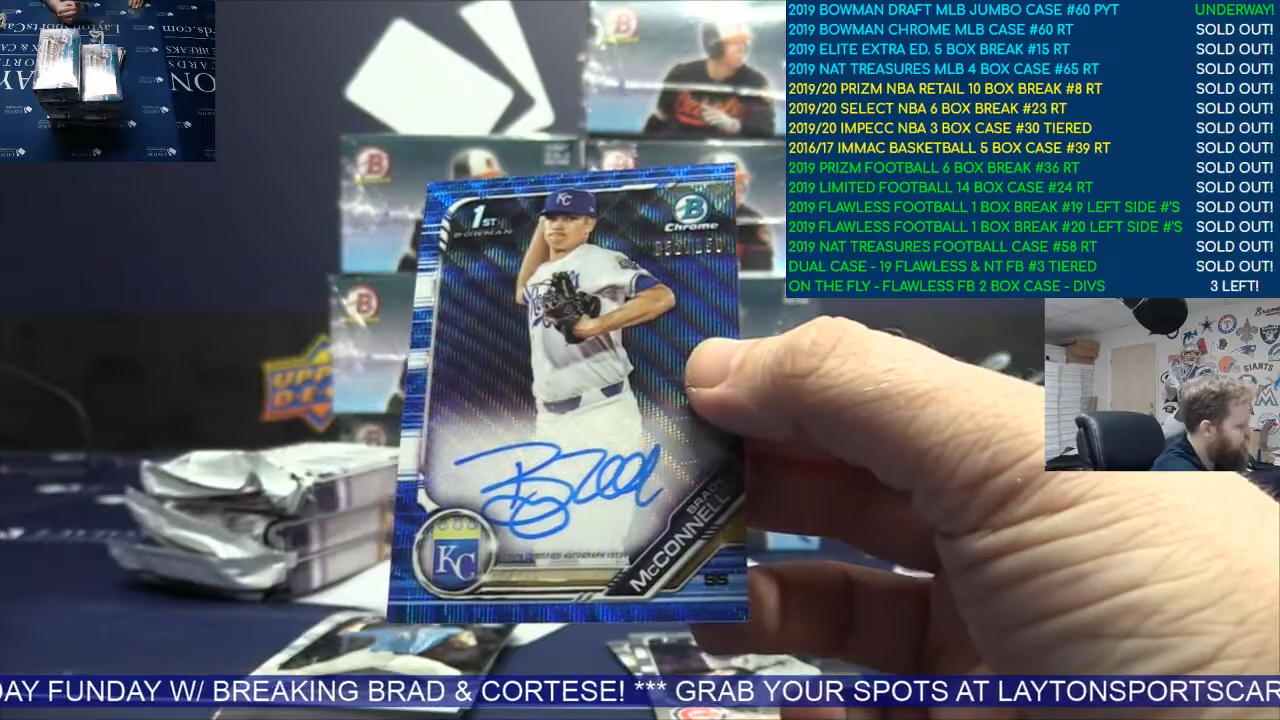 2019 BOWMAN DRAFT MLB JUMBO CASE #60 PYT UNDERWAY!
2019 BOWMAN CHROME MLB CASE #60 RT SOLD OUT!
2019 ELITE EXTRA ED. 5 BOX BREAK #15 RT SOLD OUT!
2019 NAT TREASURES MLB 4 BOX CASE #65 RT SOLD OUT!
2019/20 PRIZM NBA RETAIL 10 BOX BREAK #8 RT SOLD OUT!
2019/20 SELECT NBA 6 BOX BREAK #23 RT SOLD OUT!
2019/20 IMPECC NBA 3 BOX CASE #30 TIERED SOLD OUT!
2016/17 IMMAC BASKETBALL 5 BOX CASE #39 RT SOLD OUT!
2019 PRIZM FOOTBALL 6 BOX BREAK #36 RT SOLD OUT!
2019 LIMITED FOOTBALL 14 BOX CASE #24 RT SOLD OUT!
2019 FLAWLESS FOOTBALL 1 BOX BREAK #19 LEFT SIDE #'S SOLD OUT!
2019 FLAWLESS FOOTBALL 1 BOX BREAK #20 LEFT SIDE #'S SOLD OUT!
2019 NAT TREASURES FOOTBALL CASE #58 RT SOLD OUT!
DUAL CASE - 19 FLAWLESS & NT FB #3 TIERED SOLD OUT!
ON THE FLY - FLAWLESS FB 2 BOX CASE - DIVS 3 LEFT!
KC
1ST
BOWMAN
B
Chrome
KC
BRADY
McCONNELL
SS
UPP
DE
GIANTS
DAY FUNDAY W/ BREAKING BRAD & CORTESE! *** GRAB YOUR SPOTS AT LAYTONSPORTSCAR